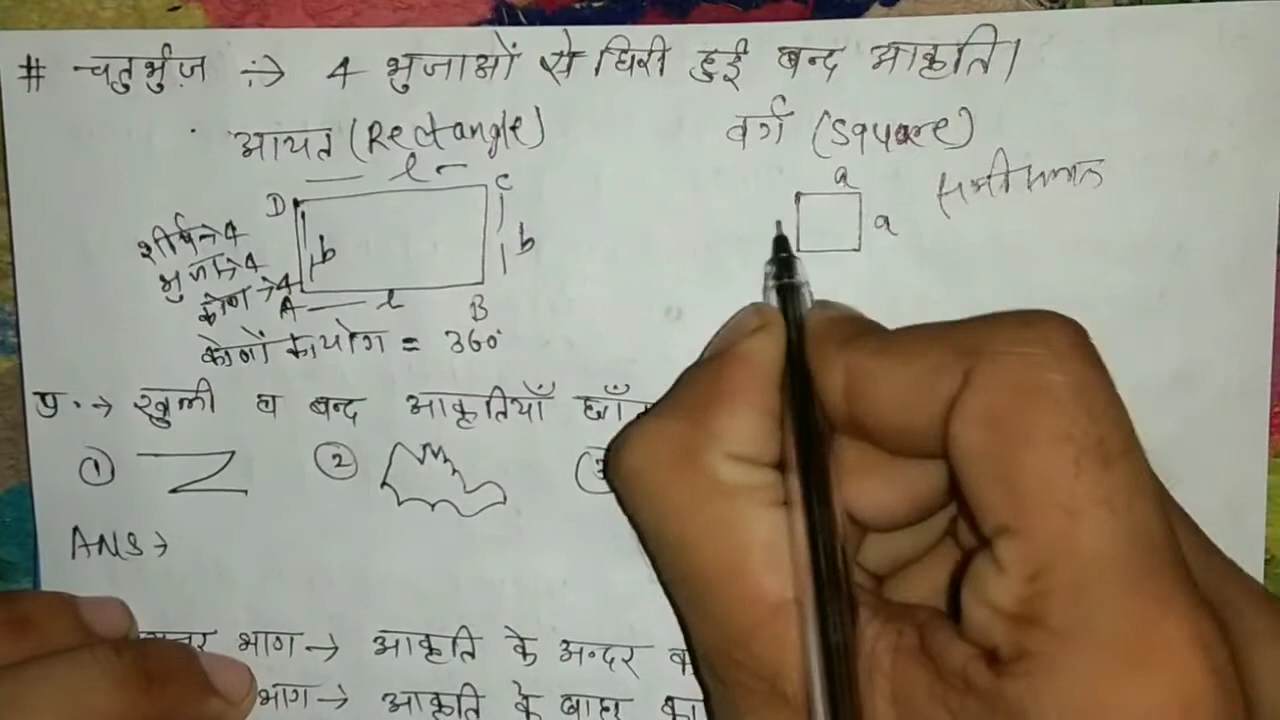 # चतुर्भुज़ ÷→ 4 भुजाओं से घिरी हुई बन्द आकृति।
आयत (Rectangle)
l
D
C
शीर्ष→4
भुजा→4
कोण→4
b
b
A
l
B
कोणों का योग = 360°
वर्ग (Square)
a
a
प्र.→ खुली व बन्द आकृतियाँ
① ② ③
ANS→
भाग→ आकृति के अन्दर
भाग→ आकृति के बाहर का